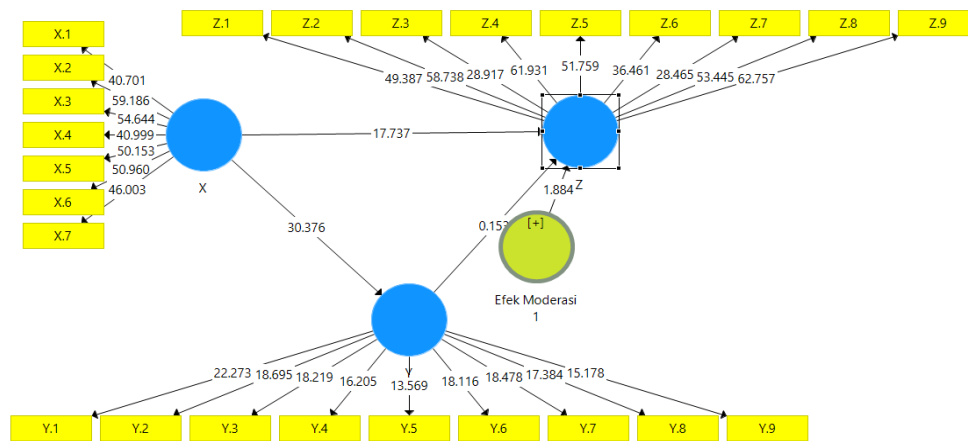 Z.1
Z.2
Z.3
Z.4
Z.5
Z.6
Z.7
Z.8
Z.9
X.1
X.2
X.3
X.4
X.5
X.6
X.7
40.701
59.186
54.644
40.999
50.153
50.960
46.003
X
49.387
58.738
28.917
61.931
51.759
36.461
28.465
53.445
62.757
17.737
Z
1.884
0.153
[+]
Efek Moderasi
1
30.376
Y
22.273
18.695
18.219
16.205
13.569
18.116
18.478
17.384
15.178
Y.1
Y.2
Y.3
Y.4
Y.5
Y.6
Y.7
Y.8
Y.9